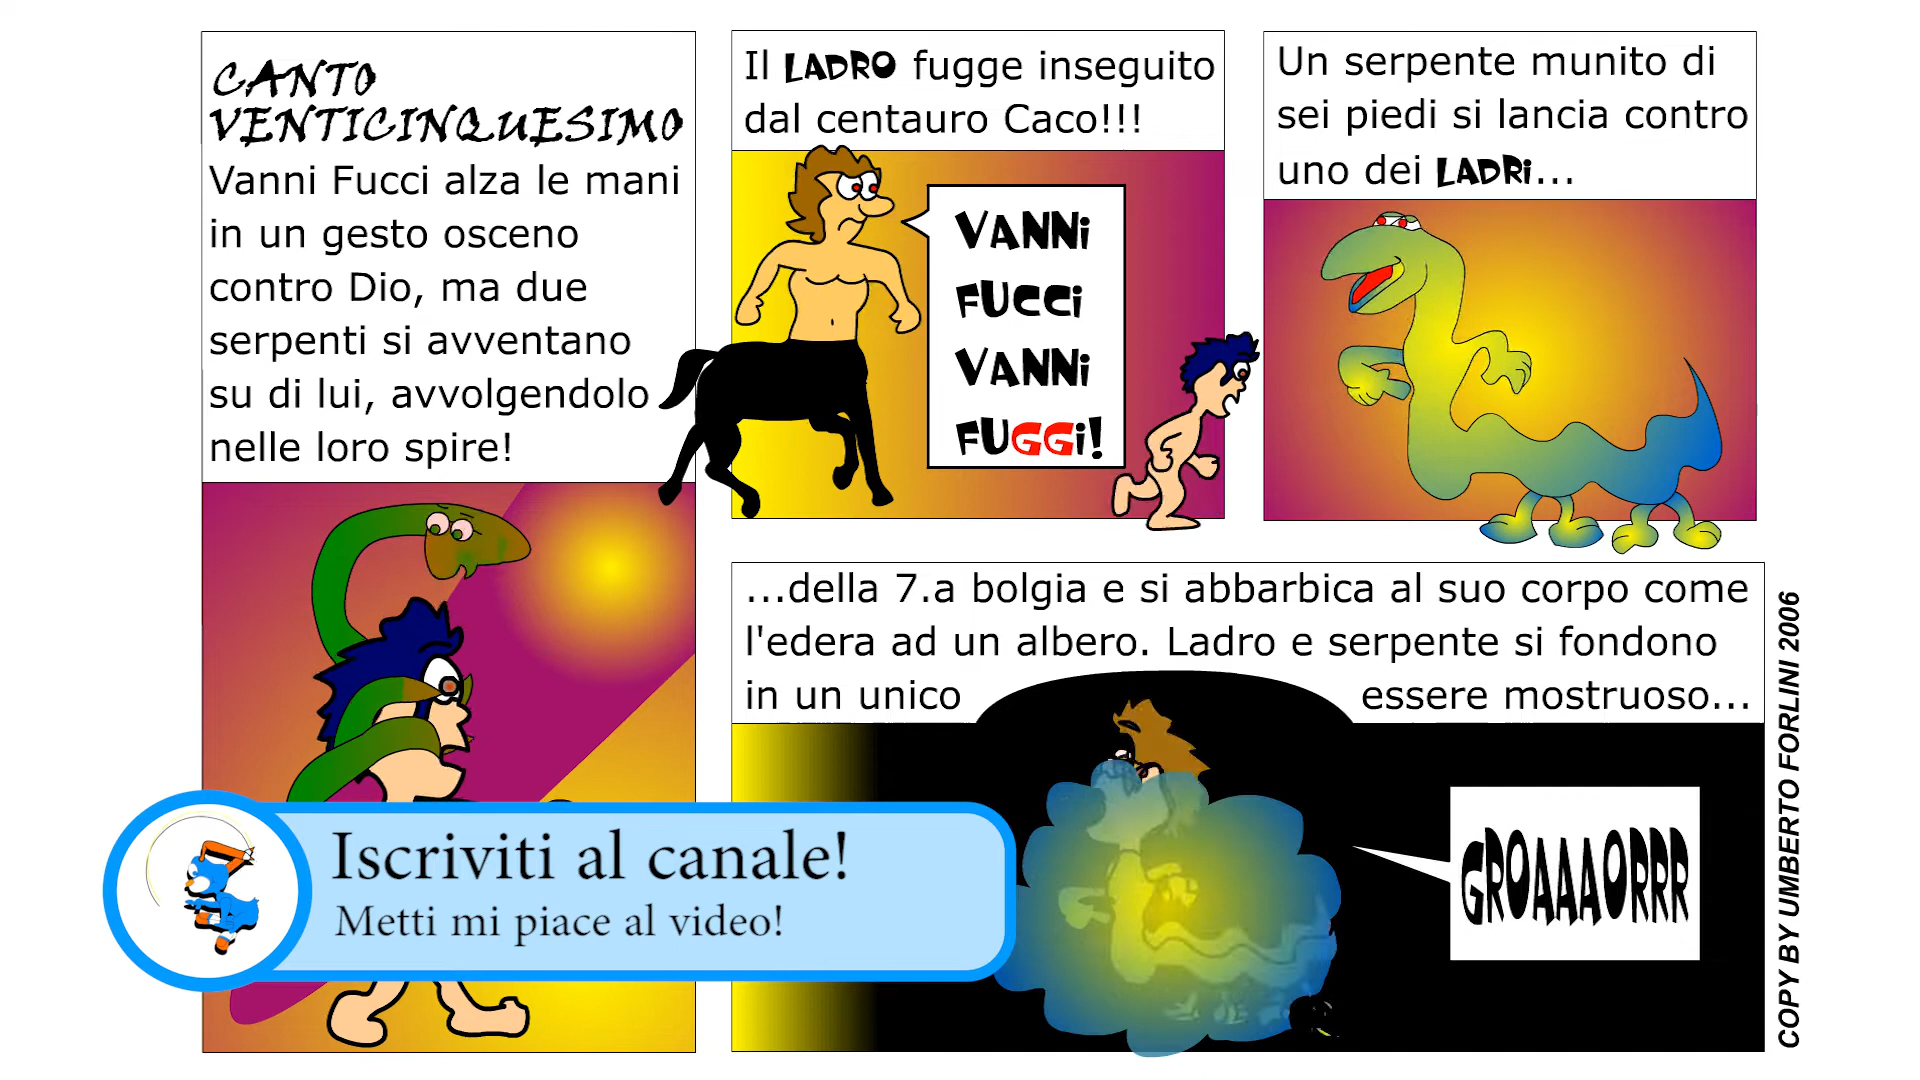 CANTO
VENTICINQUESIMO
Vanni Fucci alza le mani
in un gesto osceno
contro Dio, ma due
serpenti si avventano
su di lui, avvolgendolo
nelle loro spire!
Il LADRO fugge inseguito
dal centauro Caco!!!
VANNi
FUCCi
VANNi
FUGGi!
Un serpente munito di
sei piedi si lancia contro
uno dei LADRi...
...della 7.a bolgia e si abbarbica al suo corpo come
l'edera ad un albero. Ladro e serpente si fondono
in un unico essere mostruoso...
GROAAAORRR
Iscriviti al canale!
Metti mi piace al video!
COPY BY UMBERTO FORLINI 2006